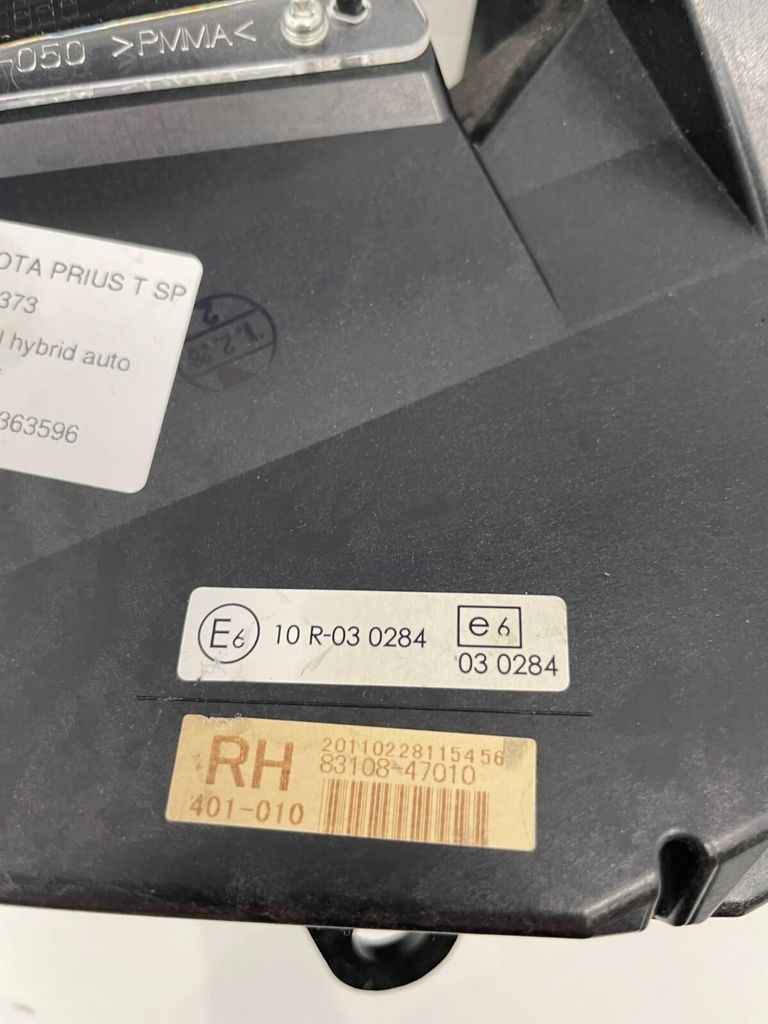 -050 >PMMA<
OTA PRIUS T SP
373
hybrid auto
363596
E6 10 R-03 0284 e6
03 0284
RH 20110228115456
83108-47010
401-010